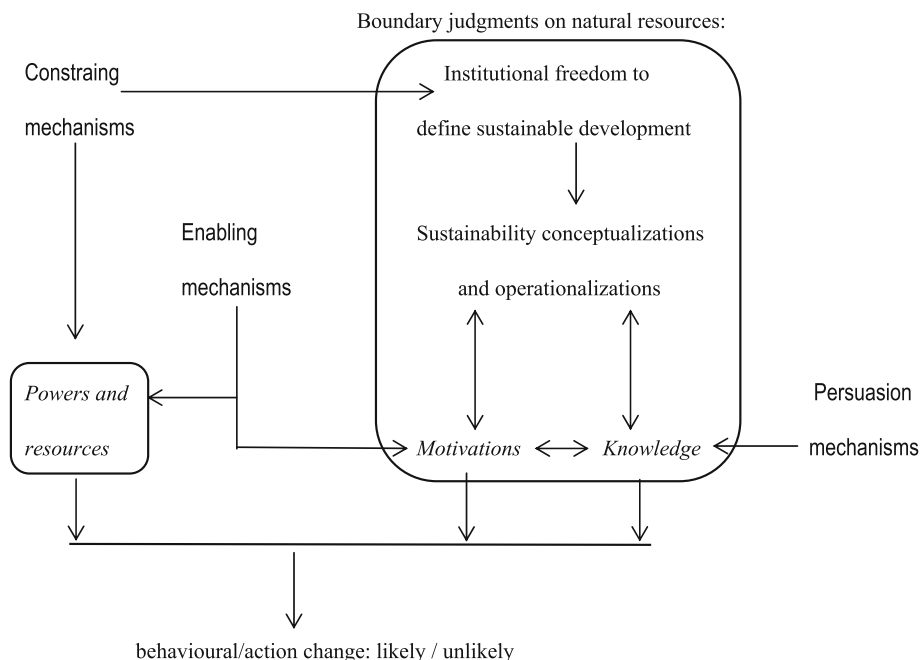 Boundary judgments on natural resources:
Constraing
mechanisms
Institutional freedom to
define sustainable development
Enabling
mechanisms
Sustainability conceptualizations
and operationalizations
Powers and
resources
Motivations
Knowledge
Persuasion
mechanisms
behavioural/action change: likely / unlikely